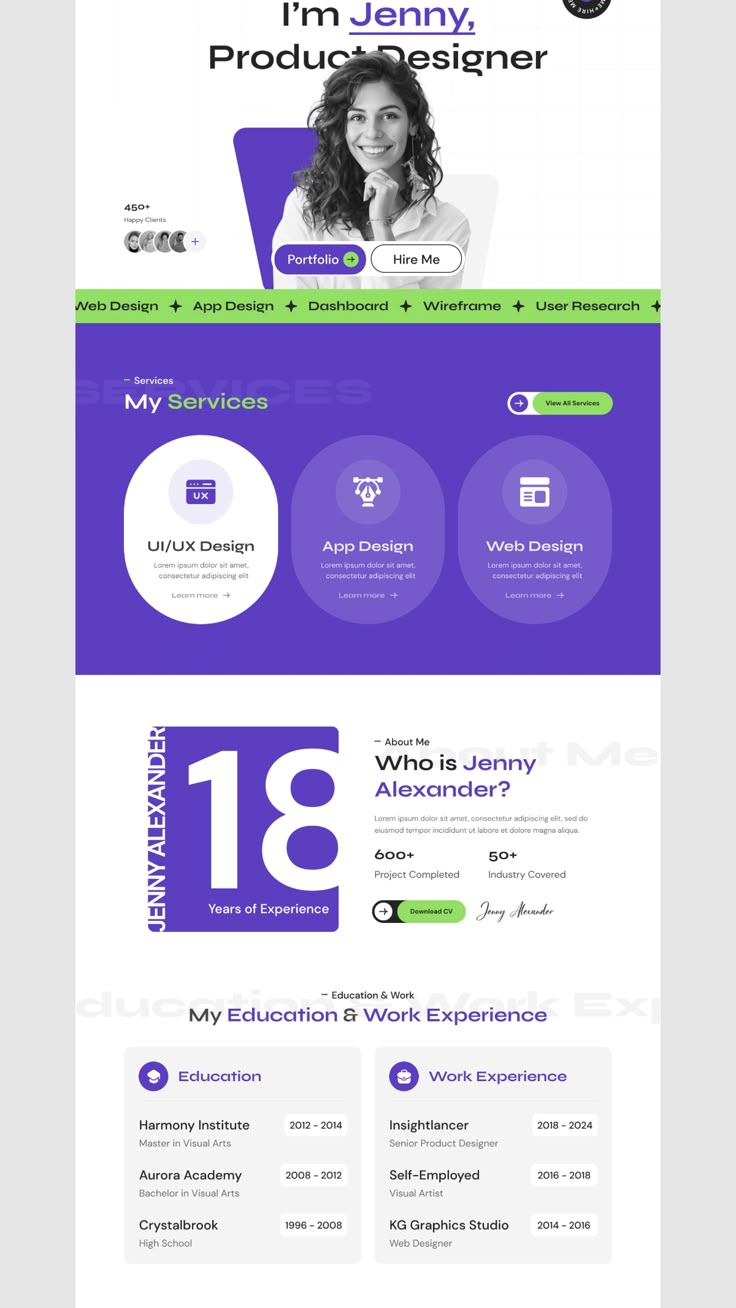 I'm Jenny,
Product Designer
HIRE ME
450+
Happy Clients
+
Portfolio
Hire Me
Web Design
App Design
Dashboard
Wireframe
User Research
SERVICES
Services
My Services
View All Services
UX
UI/UX Design
Lorem ipsum dolor sit amet,
consectetur adipiscing elit
Learn more
App Design
Lorem ipsum dolor sit amet,
consectetur adipiscing elit
Learn more
Web Design
Lorem ipsum dolor sit amet,
consectetur adipiscing elit
Learn more
JENNY ALEXANDER
18
Years of Experience
About Me
About Me
Who is Jenny
Alexander?
Lorem ipsum dolor sit amet, consectetur adipiscing elit, sed do
eiusmod tempor incididunt ut labore et dolore magna aliqua.
600+
Project Completed
50+
Industry Covered
Download CV
Jenny Alexander
ducation & Work Exp
Education & Work
My Education & Work Experience
Education
Harmony Institute
2012 - 2014
Master in Visual Arts
Aurora Academy
2008 - 2012
Bachelor in Visual Arts
Crystalbrook
1996 - 2008
High School
Work Experience
Insightlancer
2018 - 2024
Senior Product Designer
Self-Employed
2016 - 2018
Visual Artist
KG Graphics Studio
2014 - 2016
Web Designer